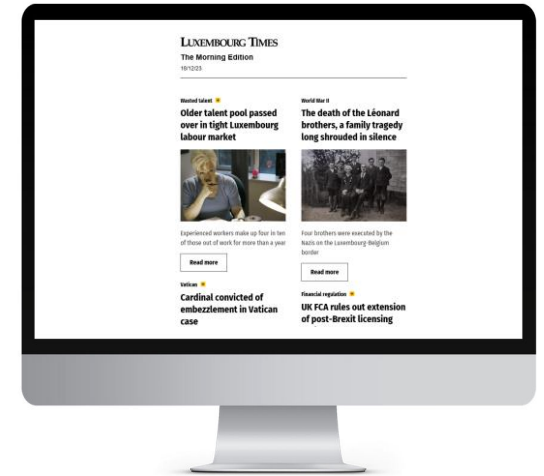 LUXEMBOURG TIMES
The Morning Edition
18/12/23
Wasted talent
Older talent pool passed
over in tight Luxembourg
labour market
Experienced workers make up four in ten
of those out of work for more than a year
Read more
Vatican
Cardinal convicted of
embezzlement in Vatican
case
World War II
The death of the Léonard
brothers, a family tragedy
long shrouded in silence
Four brothers were executed by the
Nazis on the Luxembourg-Belgium
border
Read more
Financial regulation
UK FCA rules out extension
of post-Brexit licensing